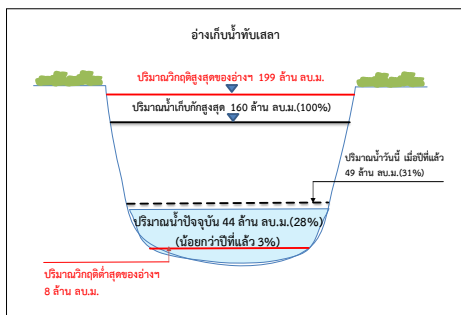 อ่างเก็บน้ำทับเสลา
ปริมาณวิกฤติสูงสุดของอ่างฯ 199 ล้าน ลบ.ม.
ปริมาณน้ำเก็บกักสูงสุด 160 ล้าน ลบ.ม.(100%)
ปริมาณน้ำวันนี้ เมื่อปีที่แล้ว
49 ล้าน ลบ.ม.(31%)
ปริมาณน้ำปัจจุบัน 44 ล้าน ลบ.ม.(28%)
(น้อยกว่าปีที่แล้ว 3%)
ปริมาณวิกฤติต่ำสุดของอ่างฯ
8 ล้าน ลบ.ม.